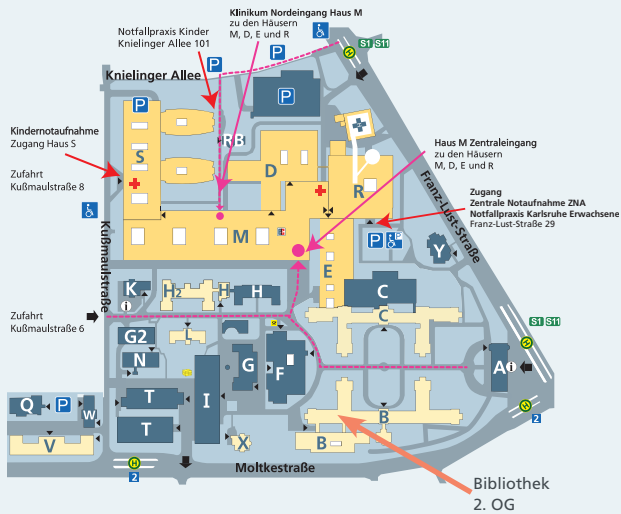 Notfallpraxis Kinder
Knielinger Allee 101
Klinikum Nordeingang Haus M
zu den Häusern
M, D, E und R
S1 S11
H
Knielinger Allee
P
P
P
P
Kindernotaufnahme
Zugang Haus S
Zufahrt
Kußmaulstraße 8
S
RB
D
R
M
E
Haus M Zentraleingang
zu den Häusern
M, D, E und R
Zugang
Zentrale Notaufnahme ZNA
Notfallpraxis Karlsruhe Erwachsene
Franz-Lust-Straße 29
Franz-Lust-Straße
Kußmaulstraße
P
P
Y
K
i
H2
H
H
C
C
Zufahrt
Kußmaulstraße 6
G2
L
N
G
F
A
i
S1 S11
H
H
2
Q
P
W
V
T
T
I
X
B
B
H
2
Moltkestraße
Bibliothek
2. OG